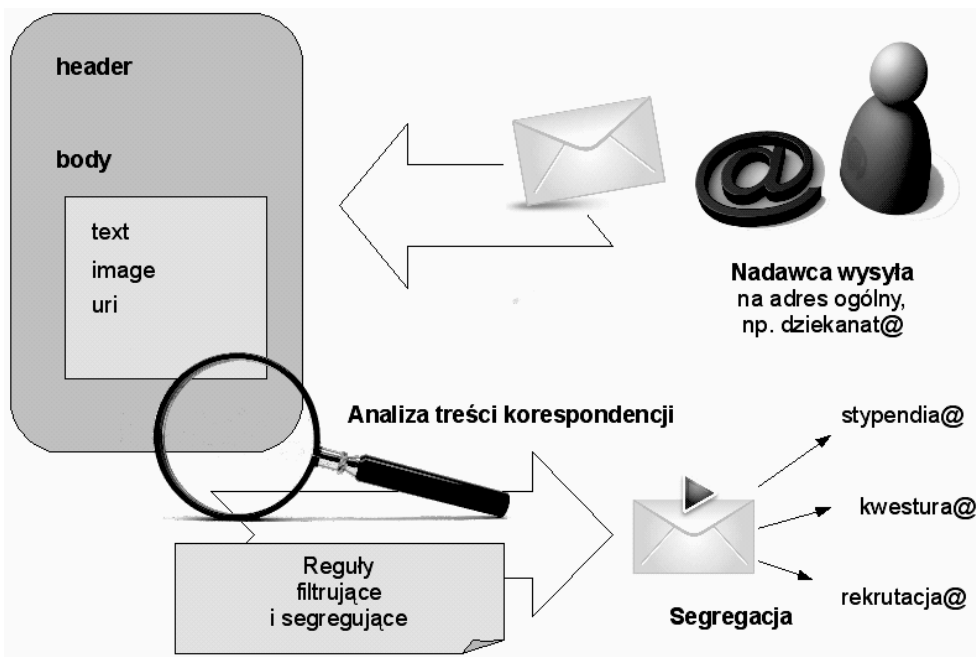 header
body
text
image
uri
Nadawca wysyła
na adres ogólny,
np. dziekanat@
Analiza treści korespondencji
Reguły
filtrujące
i segregujące
Segregacja
stypendia@
kwestura@
rekrutacja@